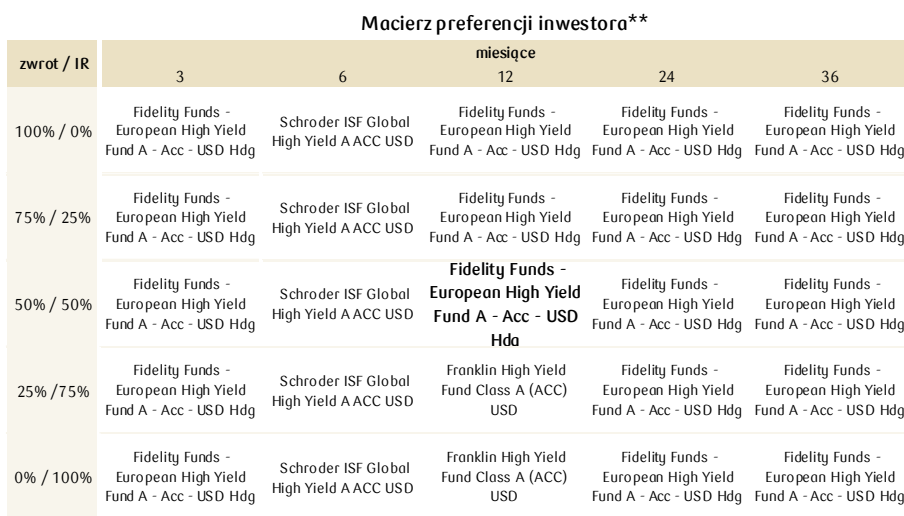 Macierz preferencji inwestora**
zwrot / IR
miesiące
3 6 12 24 36
100% / 0%
Fidelity Funds -
European High Yield
Fund A - Acc - USD Hdg
Schroder ISF Global
High Yield A ACC USD
Fidelity Funds -
European High Yield
Fund A - Acc - USD Hdg
Fidelity Funds -
European High Yield
Fund A - Acc - USD Hdg
Fidelity Funds -
European High Yield
Fund A - Acc - USD Hdg
75% / 25%
Fidelity Funds -
European High Yield
Fund A - Acc - USD Hdg
Schroder ISF Global
High Yield A ACC USD
Fidelity Funds -
European High Yield
Fund A - Acc - USD Hdg
Fidelity Funds -
European High Yield
Fund A - Acc - USD Hdg
Fidelity Funds -
European High Yield
Fund A - Acc - USD Hdg
50% / 50%
Fidelity Funds -
European High Yield
Fund A - Acc - USD Hdg
Schroder ISF Global
High Yield A ACC USD
Fidelity Funds -
European High Yield
Fund A - Acc - USD
Hdg
Fidelity Funds -
European High Yield
Fund A - Acc - USD Hdg
Fidelity Funds -
European High Yield
Fund A - Acc - USD Hdg
25% /75%
Fidelity Funds -
European High Yield
Fund A - Acc - USD Hdg
Schroder ISF Global
High Yield A ACC USD
Franklin High Yield
Fund Class A (ACC)
USD
Fidelity Funds -
European High Yield
Fund A - Acc - USD Hdg
Fidelity Funds -
European High Yield
Fund A - Acc - USD Hdg
0% / 100%
Fidelity Funds -
European High Yield
Fund A - Acc - USD Hdg
Schroder ISF Global
High Yield A ACC USD
Franklin High Yield
Fund Class A (ACC)
USD
Fidelity Funds -
European High Yield
Fund A - Acc - USD Hdg
Fidelity Funds -
European High Yield
Fund A - Acc - USD Hdg